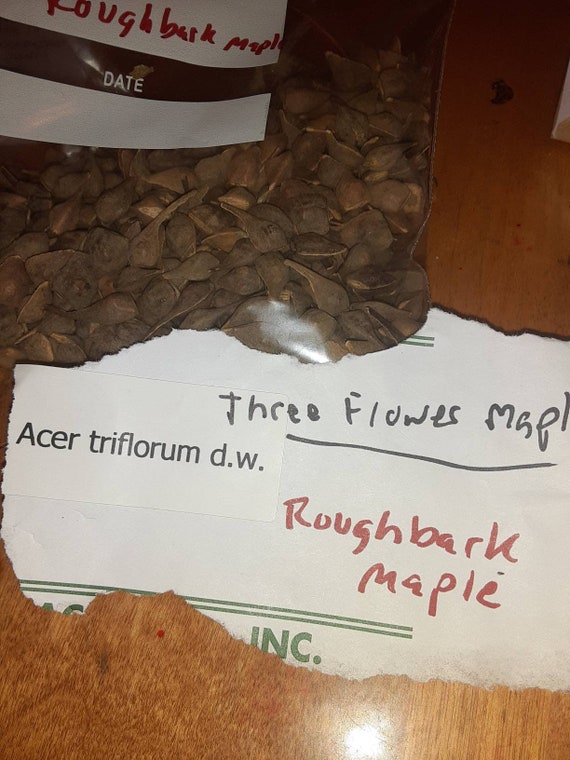 Roughbark maple
DATE
Three Flower Mapl
Acer triflorum d.w.
Roughbark
maple
INC.